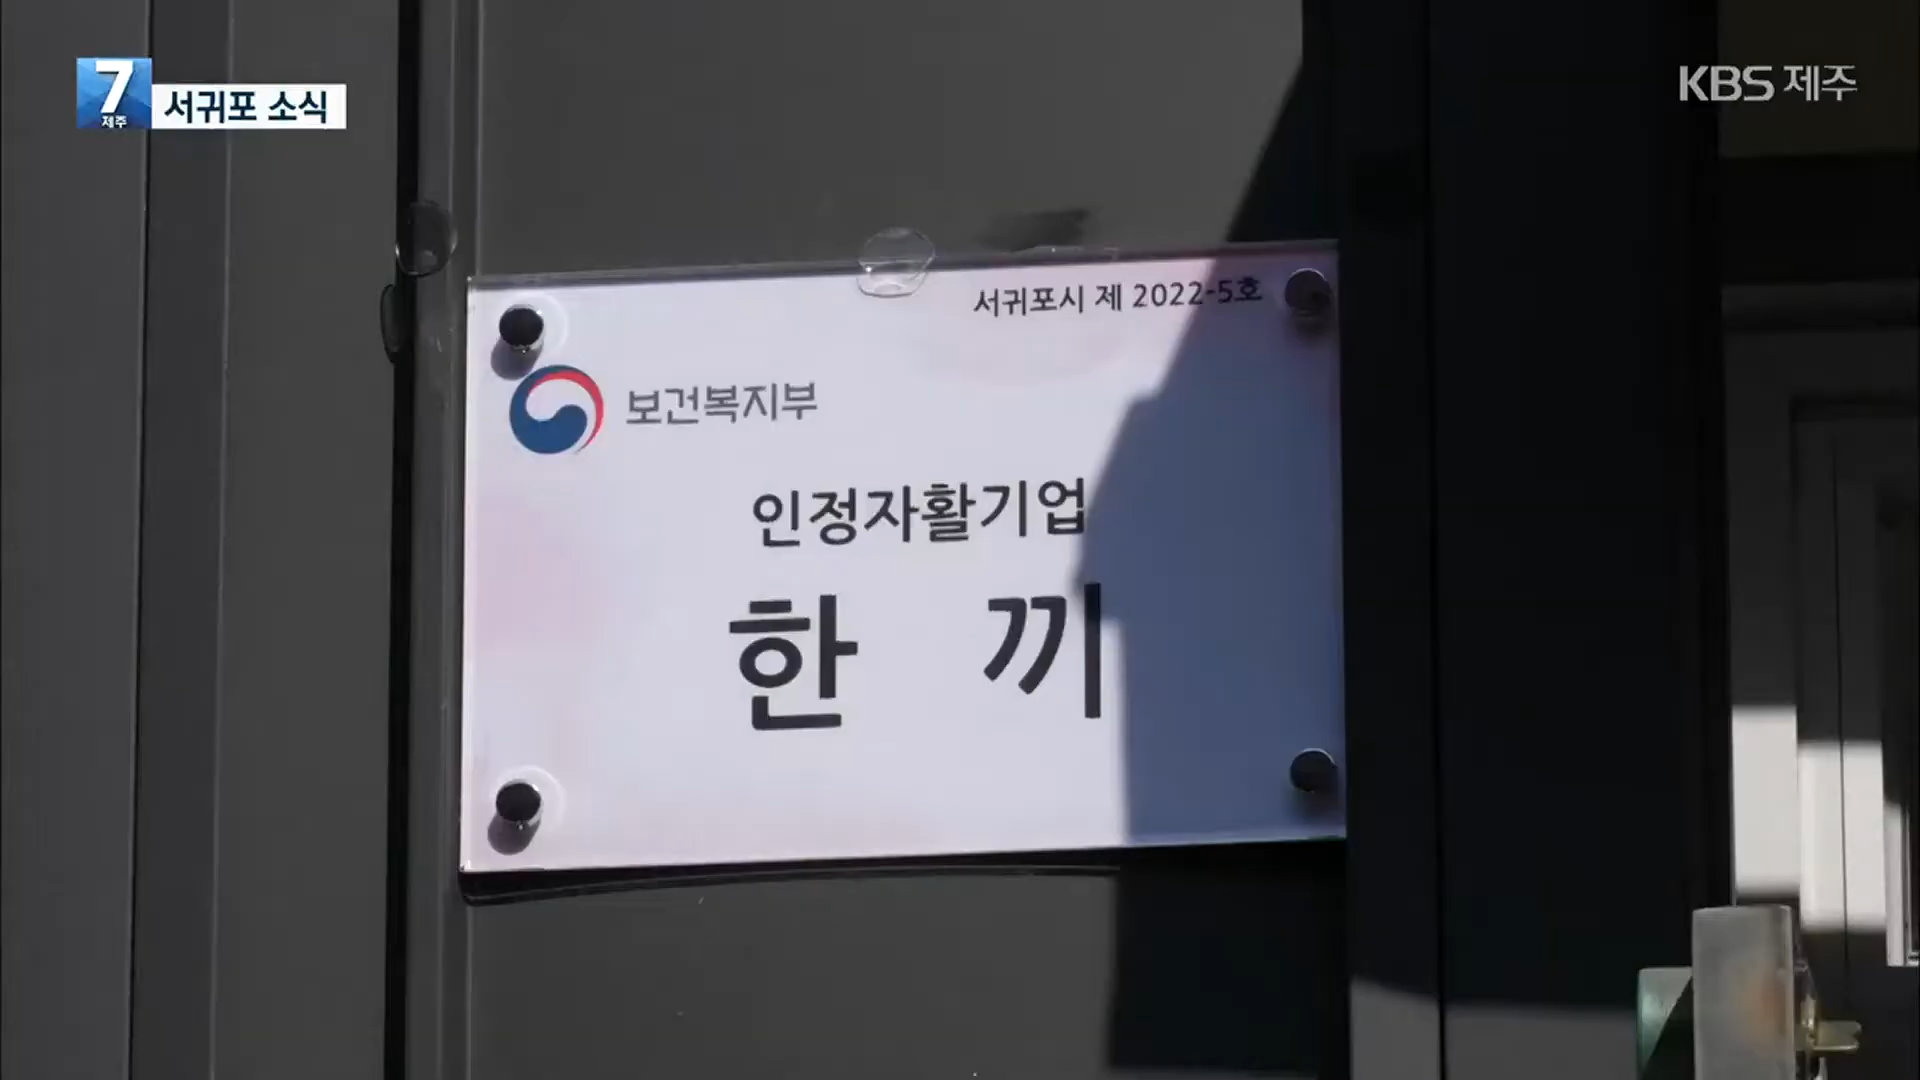 7
제주
서귀포 소식
KBS 제주
서귀포시 제 2022-5호
보건복지부
인정자활기업
한 끼